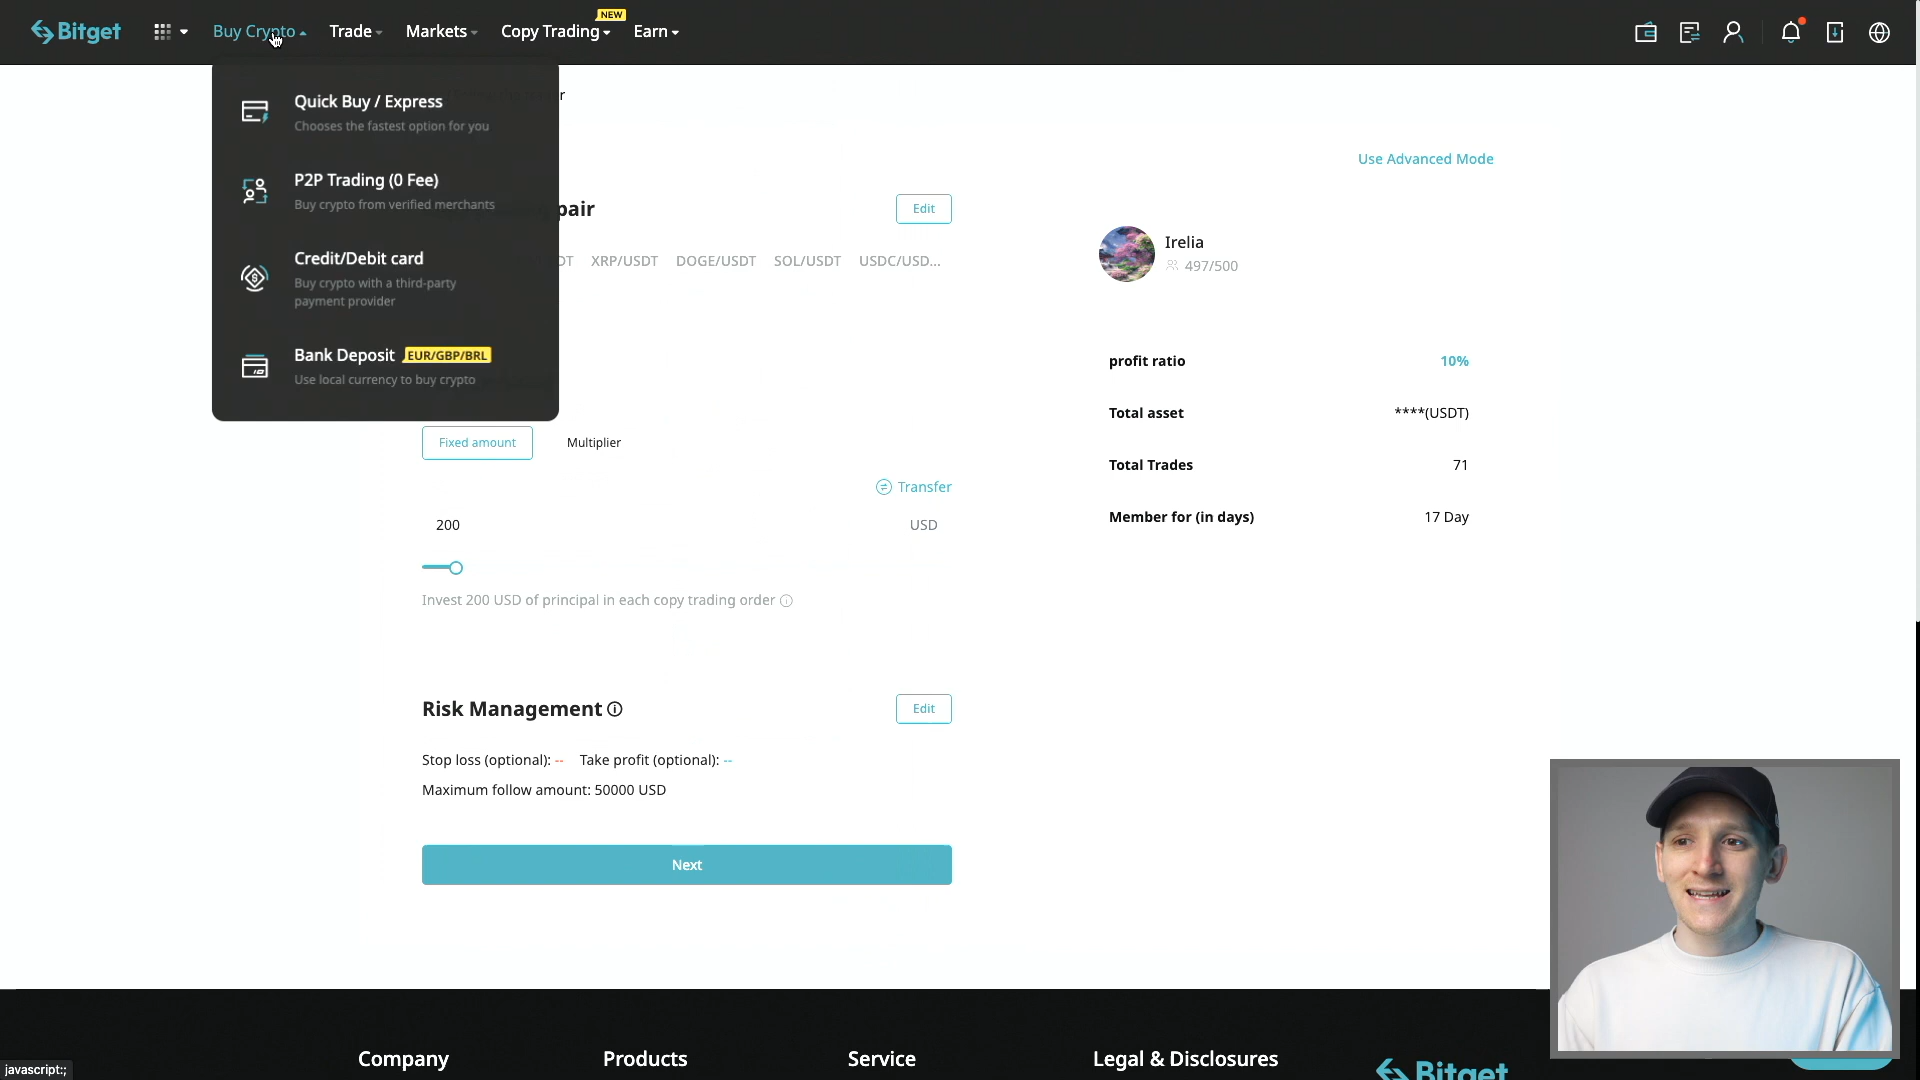 Bitget
Buy Crypto
Trade
Markets
Copy Trading
NEW
Earn
Quick Buy / Express
Chooses the fastest option for you
P2P Trading (0 Fee)
Buy crypto from verified merchants
Credit/Debit card
Buy crypto with a third-party
payment provider
Bank Deposit EUR/GBP/BRL
Use local currency to buy crypto
Use Advanced Mode
pair
Edit
XRP/USDT DOGE/USDT SOL/USDT USDC/USD...
Irelia
497/500
profit ratio 10%
Total asset ****(USDT)
Total Trades 71
Member for (in days) 17 Day
Fixed amount Multiplier
Transfer
200 USD
Invest 200 USD of principal in each copy trading order
Risk Management
Edit
Stop loss (optional): -- Take profit (optional): --
Maximum follow amount: 50000 USD
Next
Company Products Service Legal & Disclosures
Bitget
javascript:;